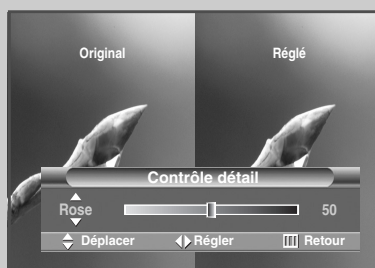 Original Réglé
Contrôle détail
Rose 50
Déplacer Régler Retour